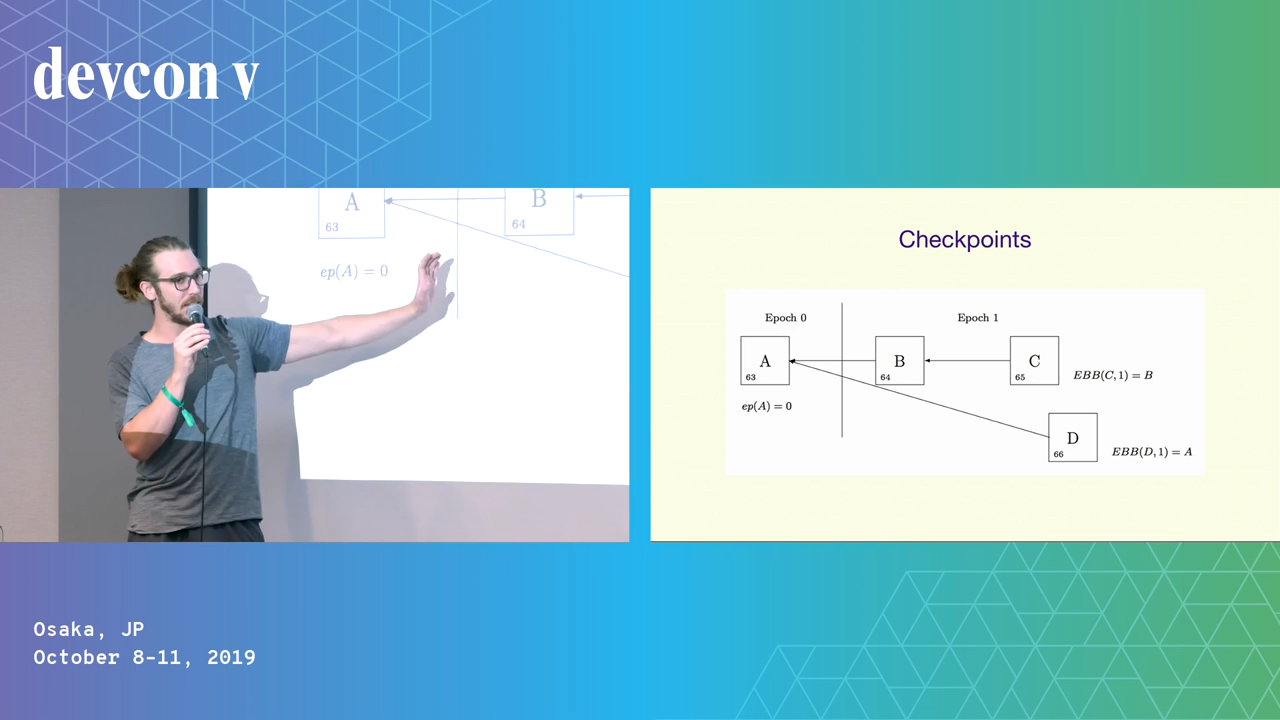 devcon v
A
B
63
64
ep(A) = 0
Checkpoints
Epoch 0
Epoch 1
A
B
C
63
64
65
EBB(C, 1) = B
ep(A) = 0
D
66
EBB(D, 1) = A
Osaka, JP
October 8-11, 2019